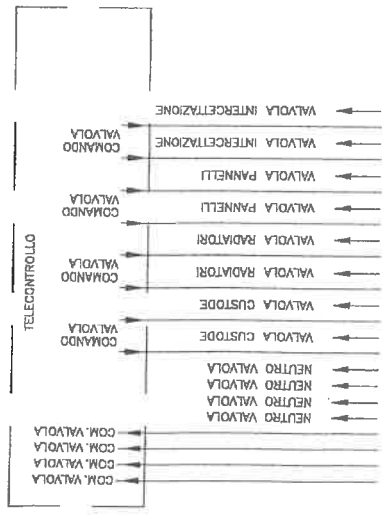 COM. VALVOLA
COM. VALVOLA
COM. VALVOLA
COM. VALVOLA
NEUTRO VALVOLA
NEUTRO VALVOLA
NEUTRO VALVOLA
NEUTRO VALVOLA
VALVOLA CUSTODE
COMANDO
VALVOLA
VALVOLA CUSTODE
VALVOLA RADIATORI
COMANDO
VALVOLA
VALVOLA RADIATORI
VALVOLA PANNELLI
COMANDO
VALVOLA
VALVOLA PANNELLI
VALVOLA INTERCETTAZIONE
COMANDO
VALVOLA
VALVOLA INTERCETTAZIONE
TELECONTROLLO